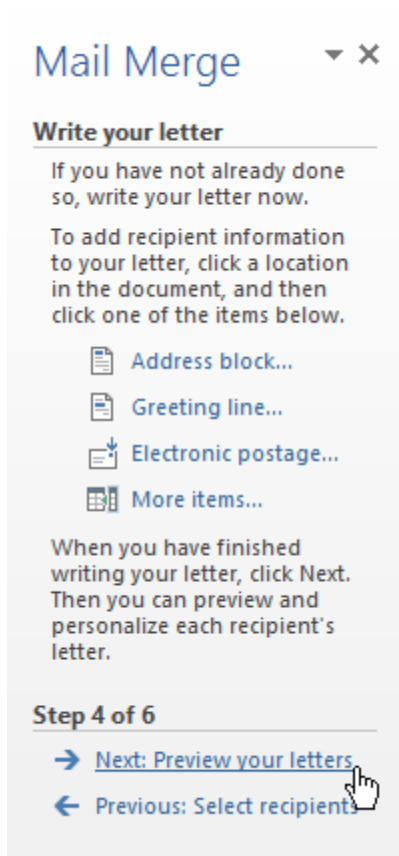 Mail Merge
Write your letter
If you have not already done
so, write your letter now.
To add recipient information
to your letter, click a location
in the document, and then
click one of the items below.
Address block...
Greeting line...
Electronic postage...
More items...
When you have finished
writing your letter, click Next.
Then you can preview and
personalize each recipient's
letter.
Step 4 of 6
Next: Preview your letters
Previous: Select recipients